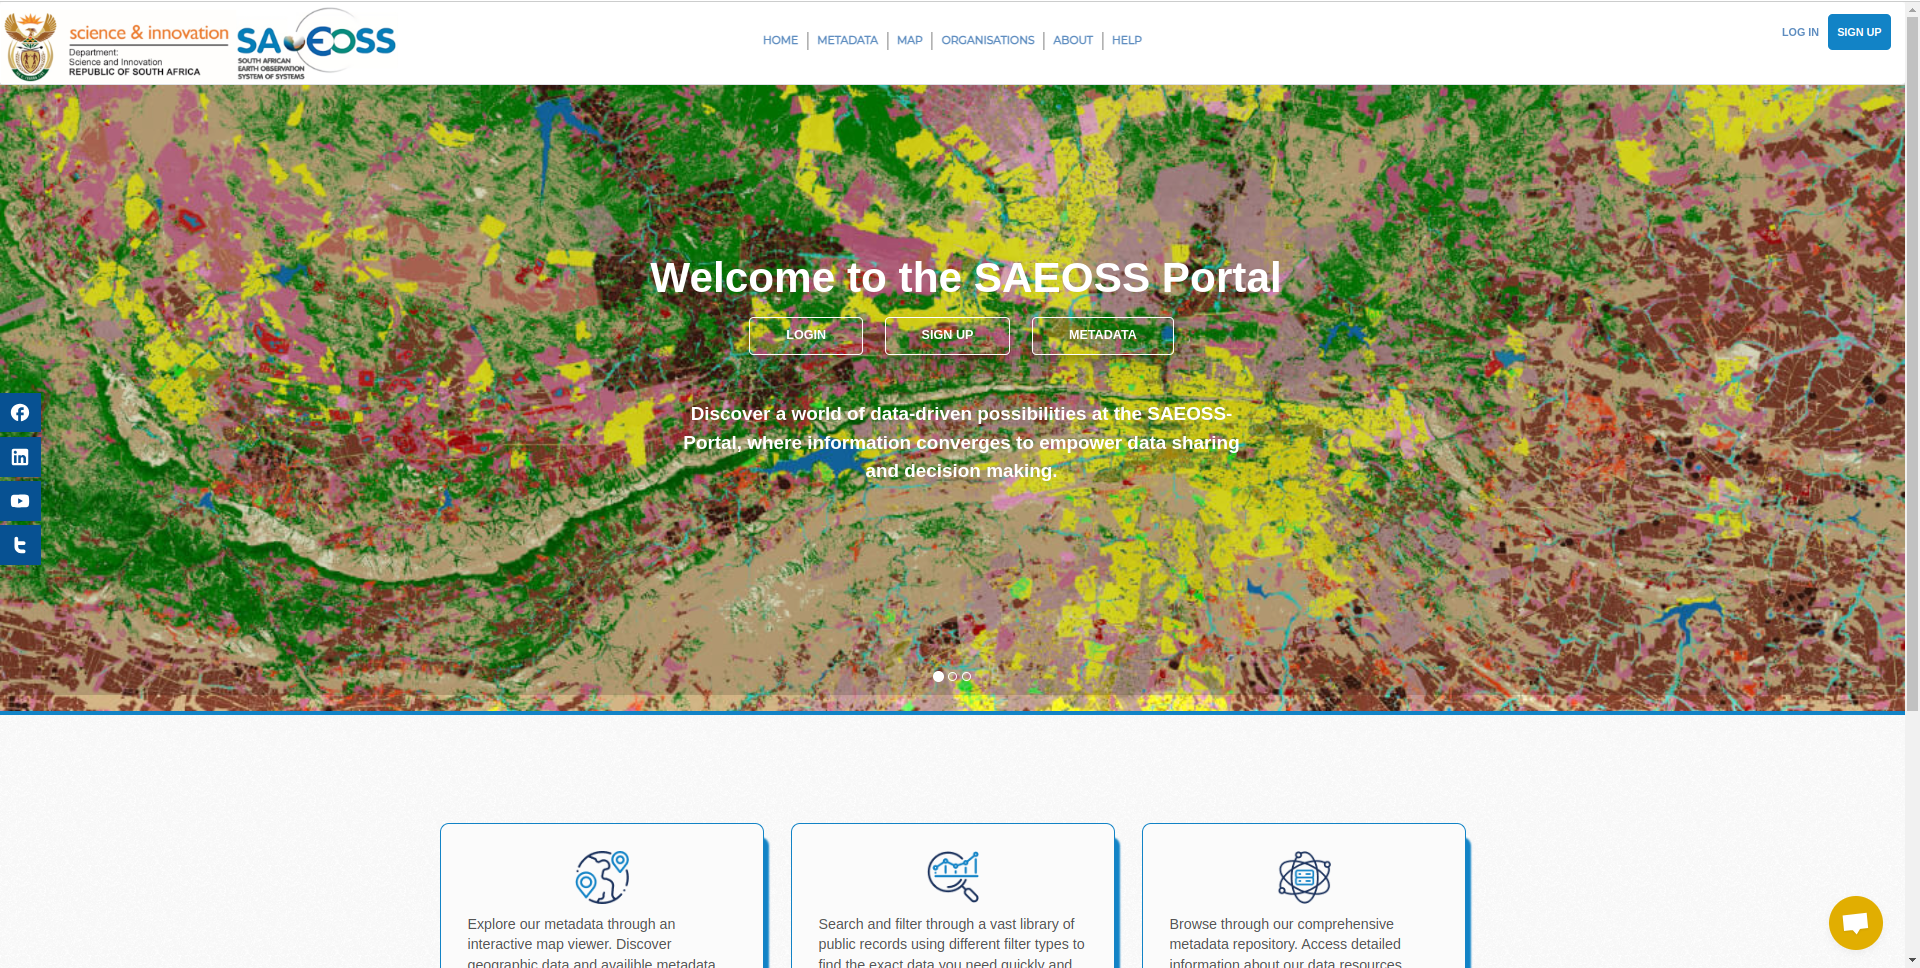 science & innovation
Department:
Science and Innovation
REPUBLIC OF SOUTH AFRICA
SAEOSS
SOUTH AFRICAN
EARTH OBSERVATION
SYSTEM OF SYSTEMS
HOME METADATA MAP ORGANISATIONS ABOUT HELP
LOG IN SIGN UP
Welcome to the SAEOSS Portal
LOGIN SIGN UP METADATA
Discover a world of data-driven possibilities at the SAEOSS-
Portal, where information converges to empower data sharing
and decision making.
Explore our metadata through an
interactive map viewer. Discover
geographic data and availible metadata
Search and filter through a vast library of
public records using different filter types to
find the exact data you need quickly and
Browse through our comprehensive
metadata repository. Access detailed
information about our data resources